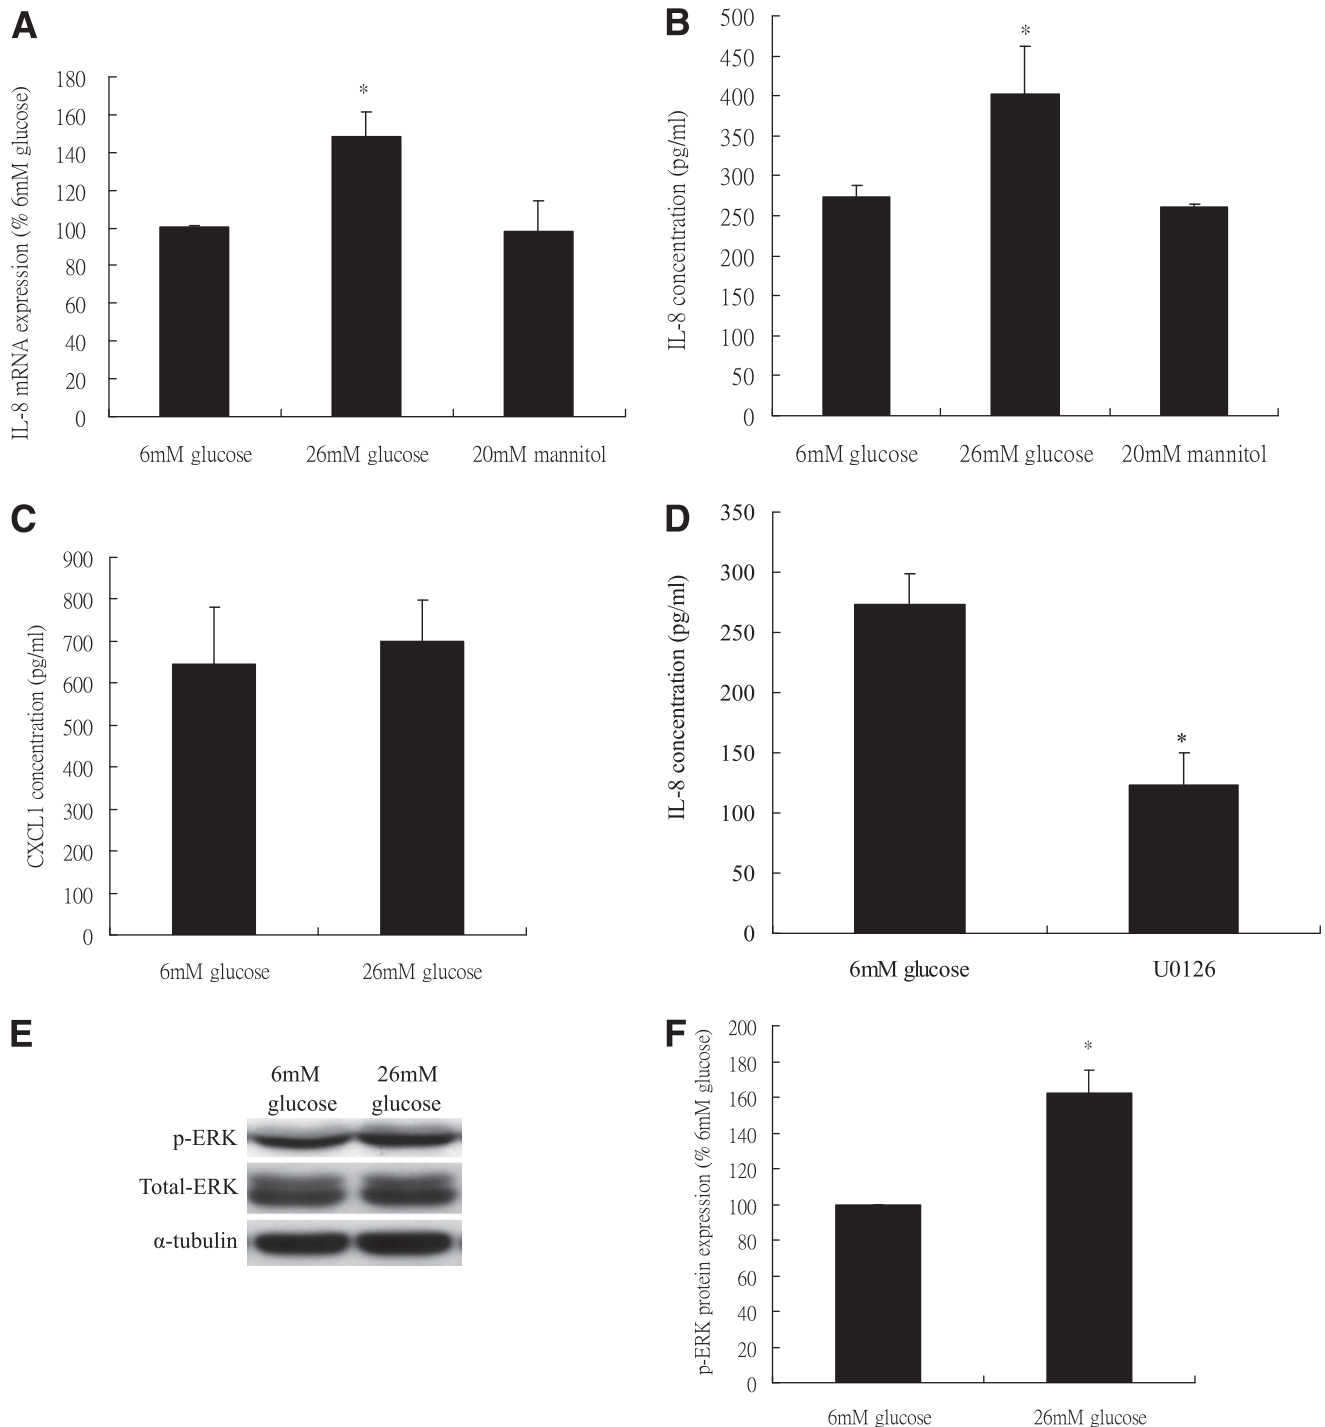 A
IL-8 mRNA expression (% 6mM glucose)
180
160
140
120
100
80
60
40
20
0
*
6mM glucose
26mM glucose
20mM mannitol
B
IL-8 concentration (pg/ml)
500
450
400
350
300
250
200
150
100
50
0
*
6mM glucose
26mM glucose
20mM mannitol
C
CXCL1 concentration (pg/ml)
900
800
700
600
500
400
300
200
100
0
6mM glucose
26mM glucose
D
IL-8 concentration (pg/ml)
350
300
250
200
150
100
50
0
*
6mM glucose
U0126
E
6mM
glucose
26mM
glucose
p-ERK
Total-ERK
α-tubulin
F
p-ERK protein expression (% 6mM glucose)
200
180
160
140
120
100
80
60
40
20
0
*
6mM glucose
26mM glucose